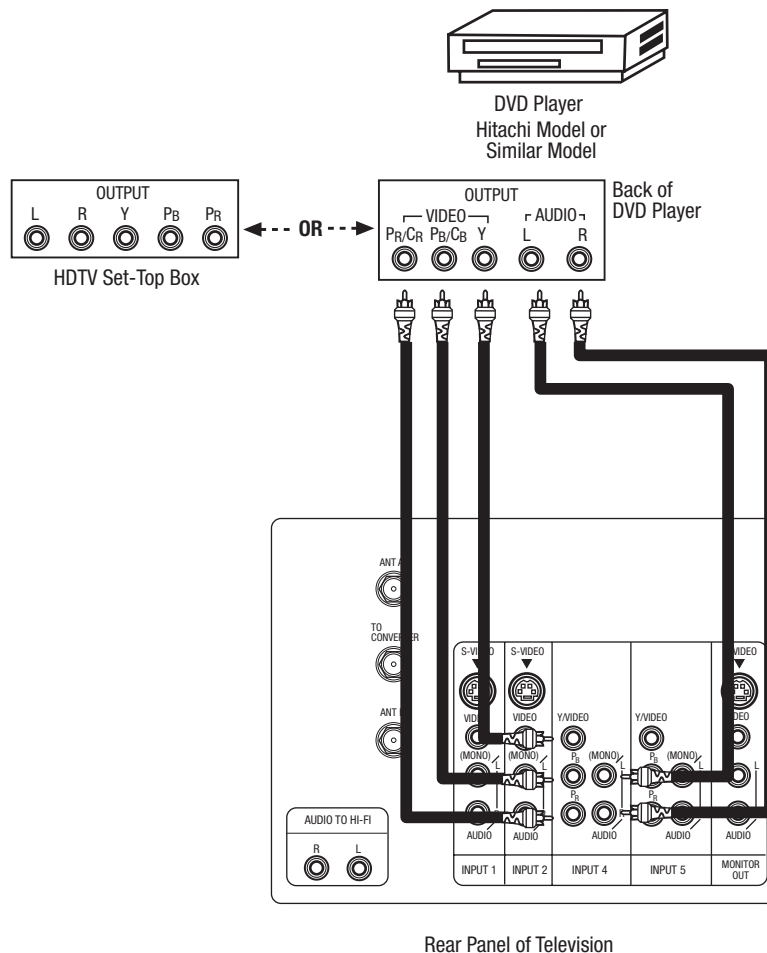 DVD Player
Hitachi Model or
Similar Model
OUTPUT
L R Y PB PR
HDTV Set-Top Box
OR
OUTPUT
VIDEO AUDIO
PR/CR PB/CB Y L R
Back of
DVD Player
ANT
TO
ANT
S-VIDEO
VIDEO
(MONO) L
AUDIO
INPUT 1
S-VIDEO
VIDEO
(MONO) L
AUDIO
INPUT 2
Y/VIDEO
PB (MONO) L
PR R
AUDIO
INPUT 4
Y/VIDEO
PB (MONO) L
PR
AUDIO
INPUT 5
L
AUDIO
MONITOR
OUT
AUDIO TO HI-FI
R L
Rear Panel of Television